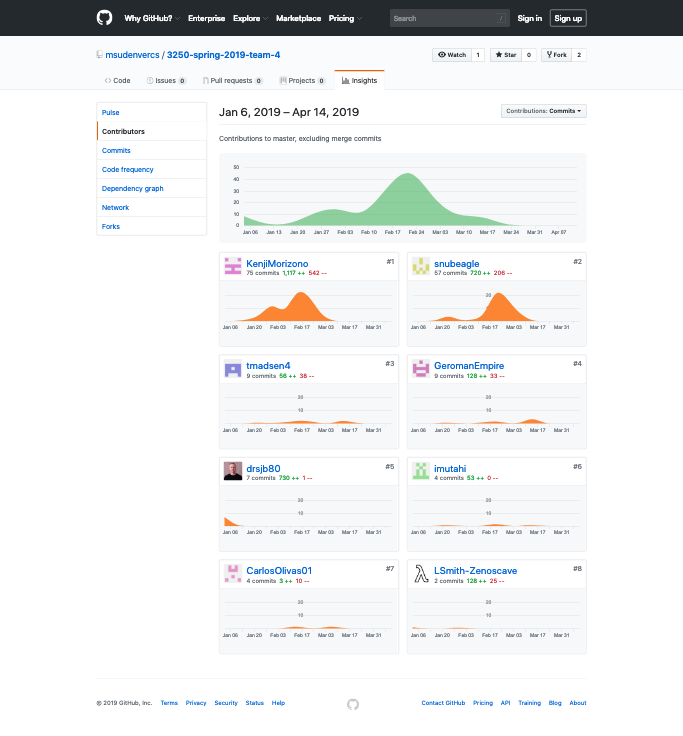 Why GitHub? Enterprise Explore Marketplace Pricing Search / Sign in Sign up
msudenvercs / 3250-spring-2019-team-4 Watch 1 Star 0 Fork 2
Code Issues 0 Pull requests 0 Projects 0 Insights
Pulse
Contributors
Commits
Code frequency
Dependency graph
Network
Forks
Jan 6, 2019 – Apr 14, 2019 Contributions: Commits
Contributions to master, excluding merge commits
50
40
30
20
10
0
Jan 06 Jan 13 Jan 20 Jan 27 Feb 03 Feb 10 Feb 17 Feb 24 Mar 03 Mar 10 Mar 17 Mar 24 Mar 31 Apr 07
KenjiMorizono #1
75 commits 1,117 ++ 542 --
Jan 06 Jan 20 Feb 03 Feb 17 Mar 03 Mar 17 Mar 31
snubeagle #2
57 commits 720 ++ 206 --
20
Jan 06 Jan 20 Feb 03 Feb 17 Mar 03 Mar 17 Mar 31
tmadsen4 #3
9 commits 56 ++ 38 --
20
10
Jan 06 Jan 20 Feb 03 Feb 17 Mar 03 Mar 17 Mar 31
GeromanEmpire #4
9 commits 128 ++ 33 --
20
10
Jan 06 Jan 20 Feb 03 Feb 17 Mar 03 Mar 17 Mar 31
drsjb80 #5
7 commits 730 ++ 1 --
20
10
Jan 06 Jan 20 Feb 03 Feb 17 Mar 03 Mar 17 Mar 31
imutahi #6
4 commits 53 ++ 0 --
20
10
Jan 06 Jan 20 Feb 03 Feb 17 Mar 03 Mar 17 Mar 31
CarlosOlivas01 #7
4 commits 3 ++ 10 --
20
10
Jan 06 Jan 20 Feb 03 Feb 17 Mar 03 Mar 17 Mar 31
LSmith-Zenoscave #8
2 commits 128 ++ 25 --
20
10
Jan 06 Jan 20 Feb 03 Feb 17 Mar 03 Mar 17 Mar 31
© 2019 GitHub, Inc. Terms Privacy Security Status Help Contact GitHub Pricing API Training Blog About